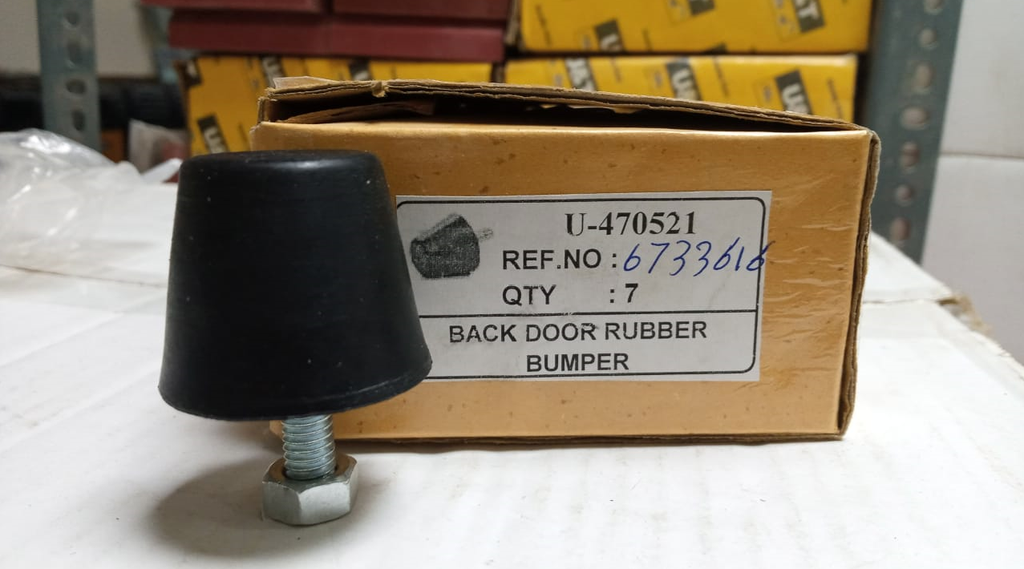 U-470521
REF.NO : 6733616
QTY : 7
BACK DOOR RUBBER
BUMPER